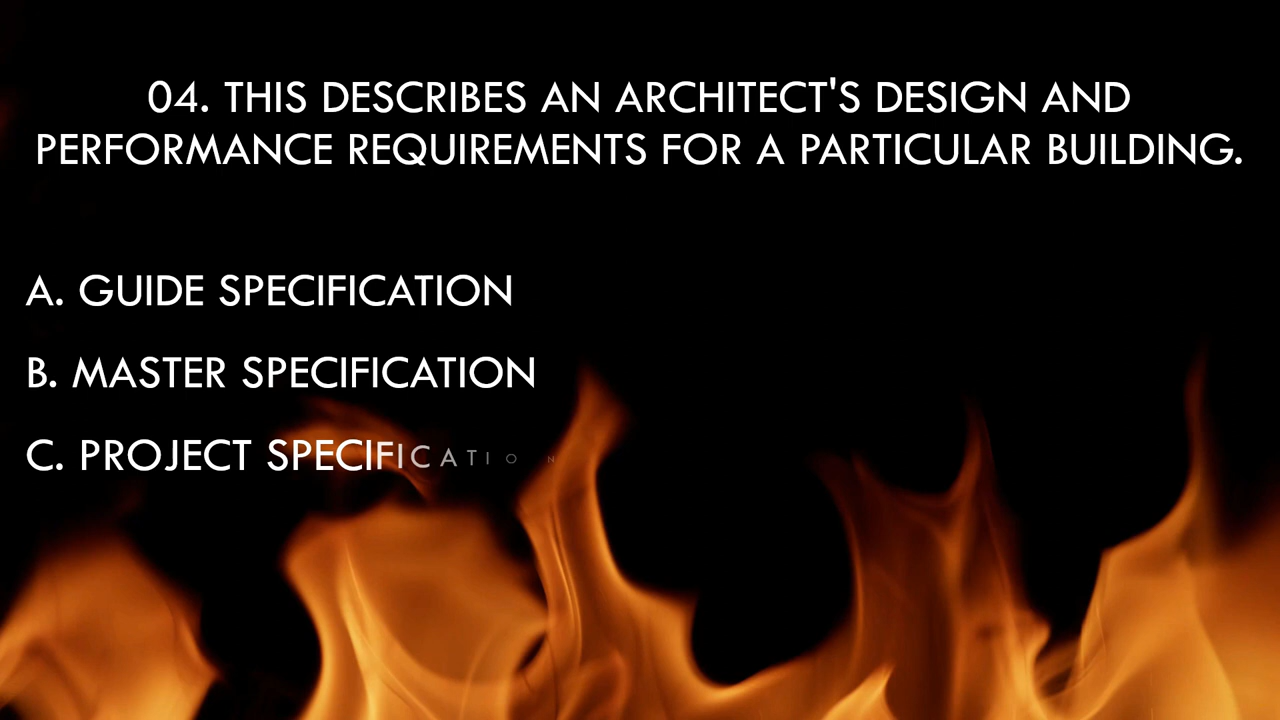 04. THIS DESCRIBES AN ARCHITECT'S DESIGN AND
PERFORMANCE REQUIREMENTS FOR A PARTICULAR BUILDING.
A. GUIDE SPECIFICATION
B. MASTER SPECIFICATION
C. PROJECT SPECIFICATION